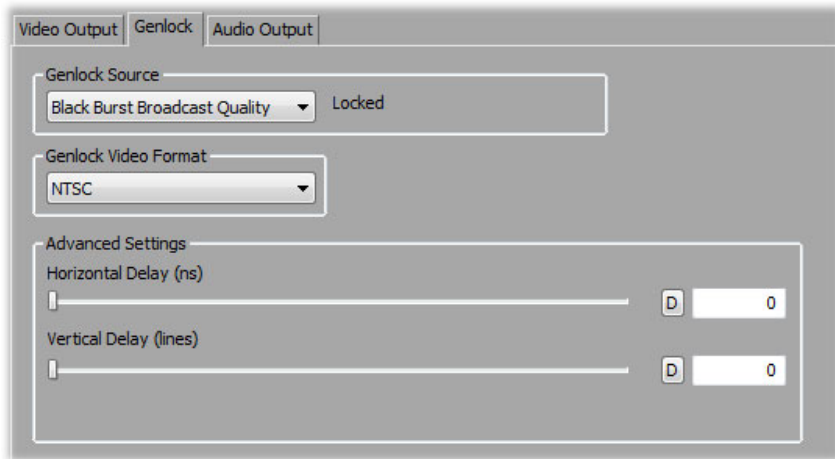 Video Output Genlock Audio Output
Genlock Source
Black Burst Broadcast Quality Locked
Genlock Video Format
NTSC
Advanced Settings
Horizontal Delay (ns)
D 0
Vertical Delay (lines)
D 0